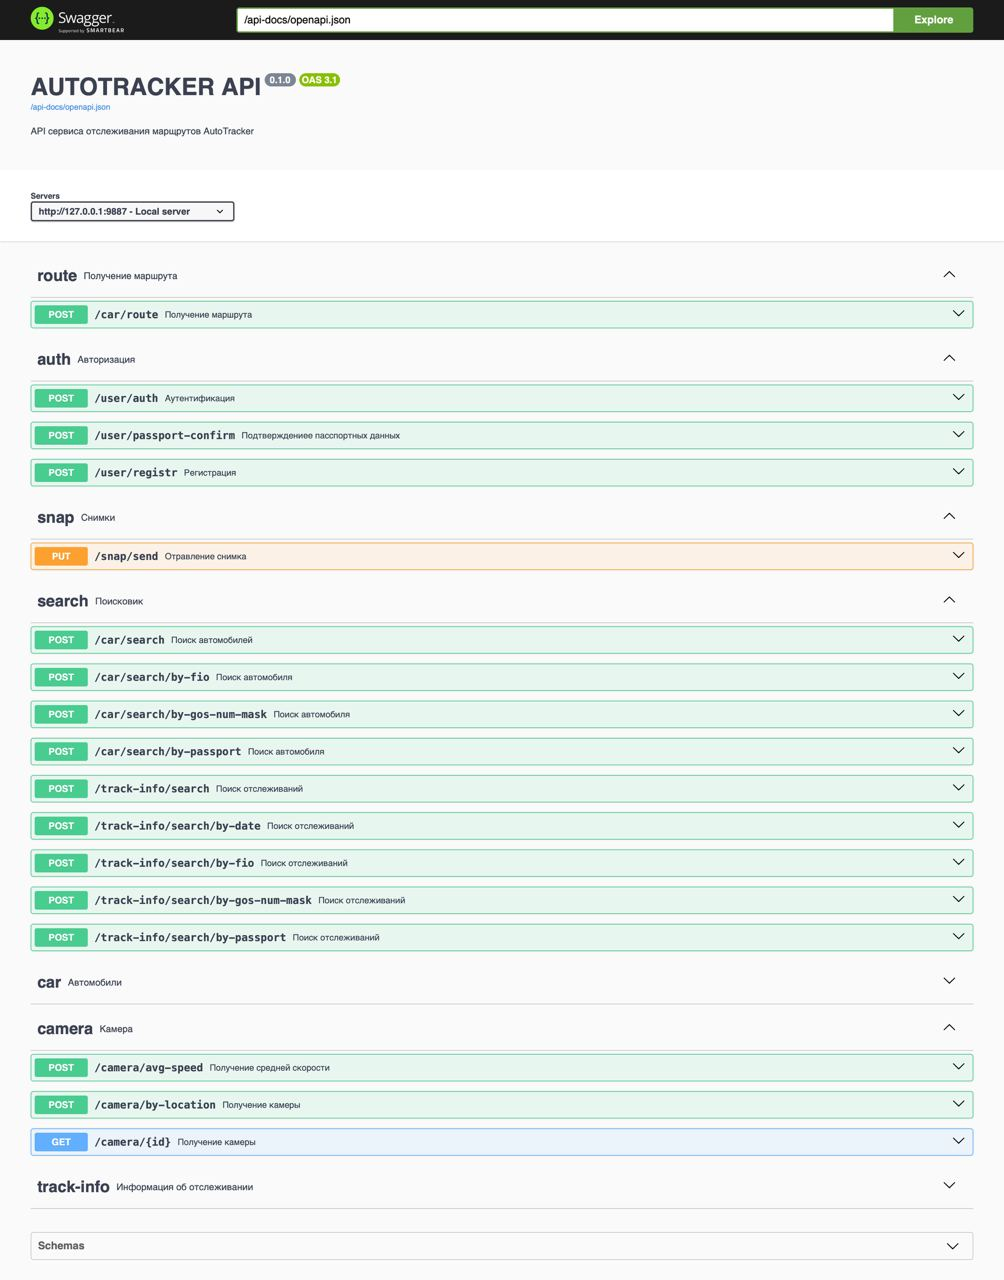 Swagger.
Supported by SMARTBEAR
/api-docs/openapi.json
Explore
AUTOTRACKER API 0.1.0 OAS 3.1
/api-docs/openapi.json
API сервиса отслеживания маршрутов AutoTracker
Servers
http://127.0.0.1:9887 - Local server
route Получение маршрута
POST /car/route Получение маршрута
auth Авторизация
POST /user/auth Аутентификация
POST /user/passport-confirm Подтверждениее пасспортных данных
POST /user/registr Регистрация
snap Снимки
PUT /snap/send Отравление снимка
search Поисковик
POST /car/search Поиск автомобилей
POST /car/search/by-fio Поиск автомобиля
POST /car/search/by-gos-num-mask Поиск автомобиля
POST /car/search/by-passport Поиск автомобиля
POST /track-info/search Поиск отслеживаний
POST /track-info/search/by-date Поиск отслеживаний
POST /track-info/search/by-fio Поиск отслеживаний
POST /track-info/search/by-gos-num-mask Поиск отслеживаний
POST /track-info/search/by-passport Поиск отслеживаний
car Автомобили
camera Камера
POST /camera/avg-speed Получение средней скорости
POST /camera/by-location Получение камеры
GET /camera/{id} Получение камеры
track-info Информация об отслеживании
Schemas